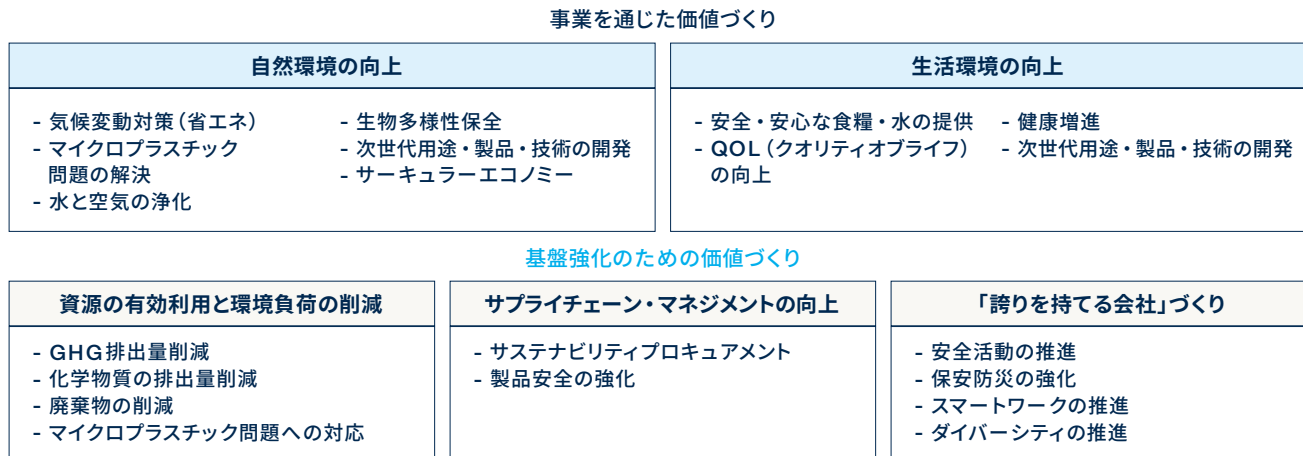 事業を通じた価値づくり
自然環境の向上
- 気候変動対策（省エネ）
- マイクロプラスチック
問題の解決
- 水と空気の浄化
- 生物多様性保全
- 次世代用途・製品・技術の開発
- サーキュラーエコノミー
生活環境の向上
- 安全・安心な食糧・水の提供
- QOL（クオリティオブライフ）
の向上
- 健康増進
- 次世代用途・製品・技術の開発
基盤強化のための価値づくり
資源の有効利用と環境負荷の削減
- GHG排出量削減
- 化学物質の排出量削減
- 廃棄物の削減
- マイクロプラスチック問題への対応
サプライチェーン・マネジメントの向上
- サステナビリティプロキュアメント
- 製品安全の強化
「誇りを持てる会社」づくり
- 安全活動の推進
- 保安防災の強化
- スマートワークの推進
- ダイバーシティの推進